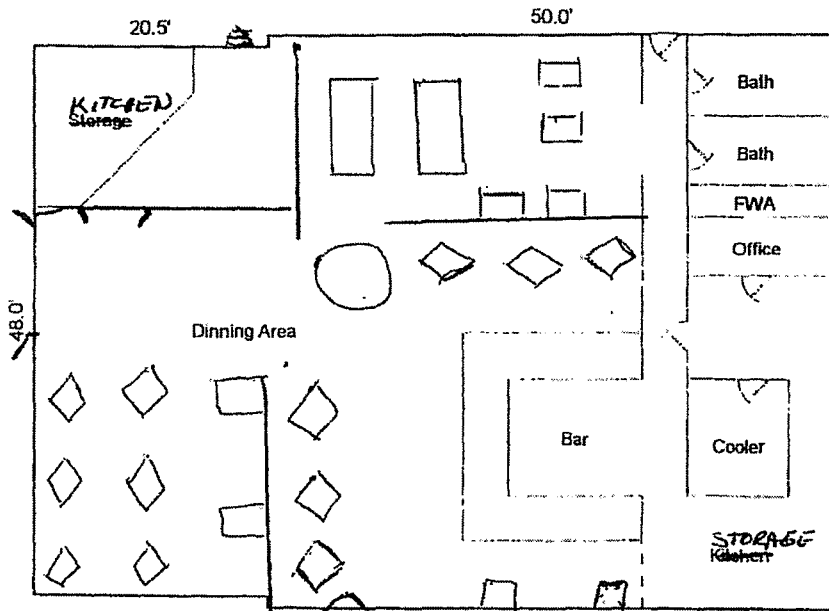 20.5'
50.0'
KITCHEN
Storage
Bath
Bath
FWA
Office
48.0'
Dinning Area
Bar
Cooler
STORAGE
Kitchen